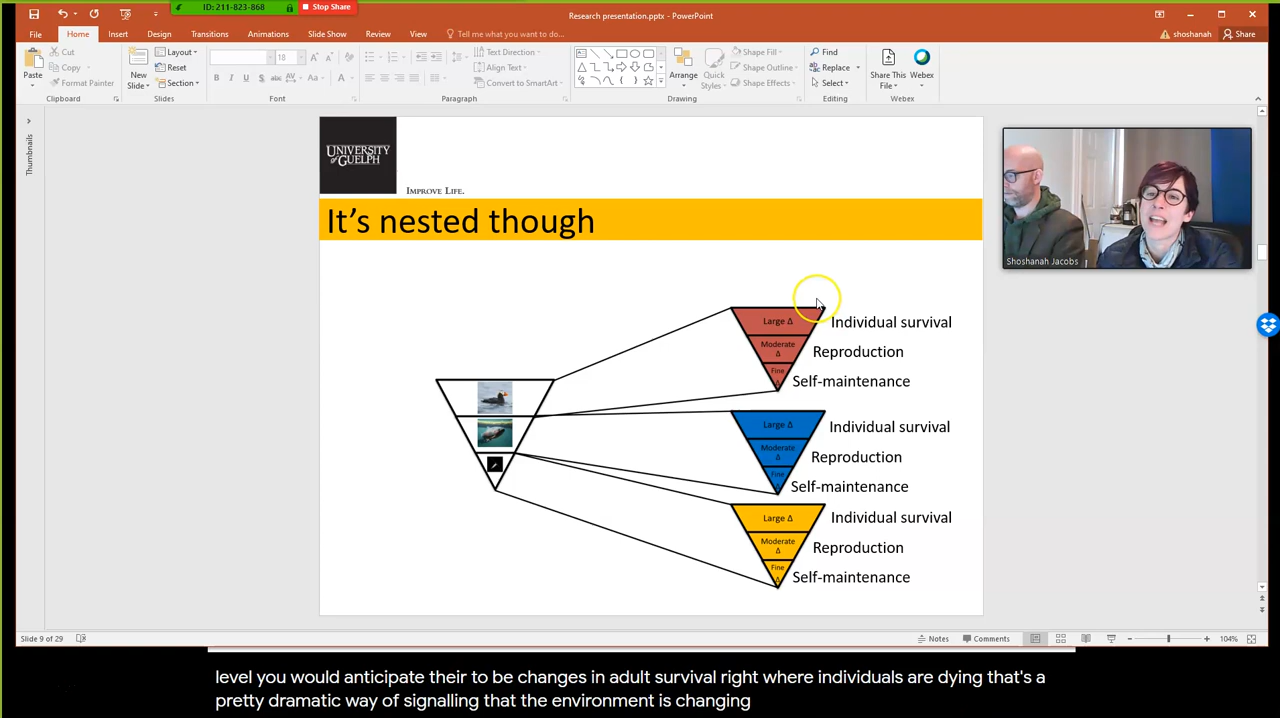 ID: 211-823-868
Stop Share
Research presentation.pptx - PowerPoint
File Home Insert Design Transitions Animations Slide Show Review View Tell me what you want to do...
shoshanah Share
Paste
Cut
Copy
Format Painter
Clipboard
New
Slide
Layout
Reset
Section
Slides
18
B I U S abc AV Aa A
Font
Text Direction
Align Text
Convert to SmartArt
Paragraph
Arrange
Quick
Styles
Shape Fill
Shape Outline
Shape Effects
Drawing
Find
Replace
Select
Editing
Share This
File
Webex
Webex
Thumbnails
UNIVERSITY
OF GUELPH
IMPROVE LIFE.
It's nested though
Large Δ Individual survival
Moderate
Δ Reproduction
Fine
Δ Self-maintenance
Large Δ Individual survival
Moderate
Δ Reproduction
Fine
Δ Self-maintenance
Large Δ Individual survival
Moderate
Δ Reproduction
Fine
Δ Self-maintenance
Shoshanah Jacobs
Slide 9 of 29
Notes Comments 104%
level you would anticipate their to be changes in adult survival right where individuals are dying that's a
pretty dramatic way of signalling that the environment is changing